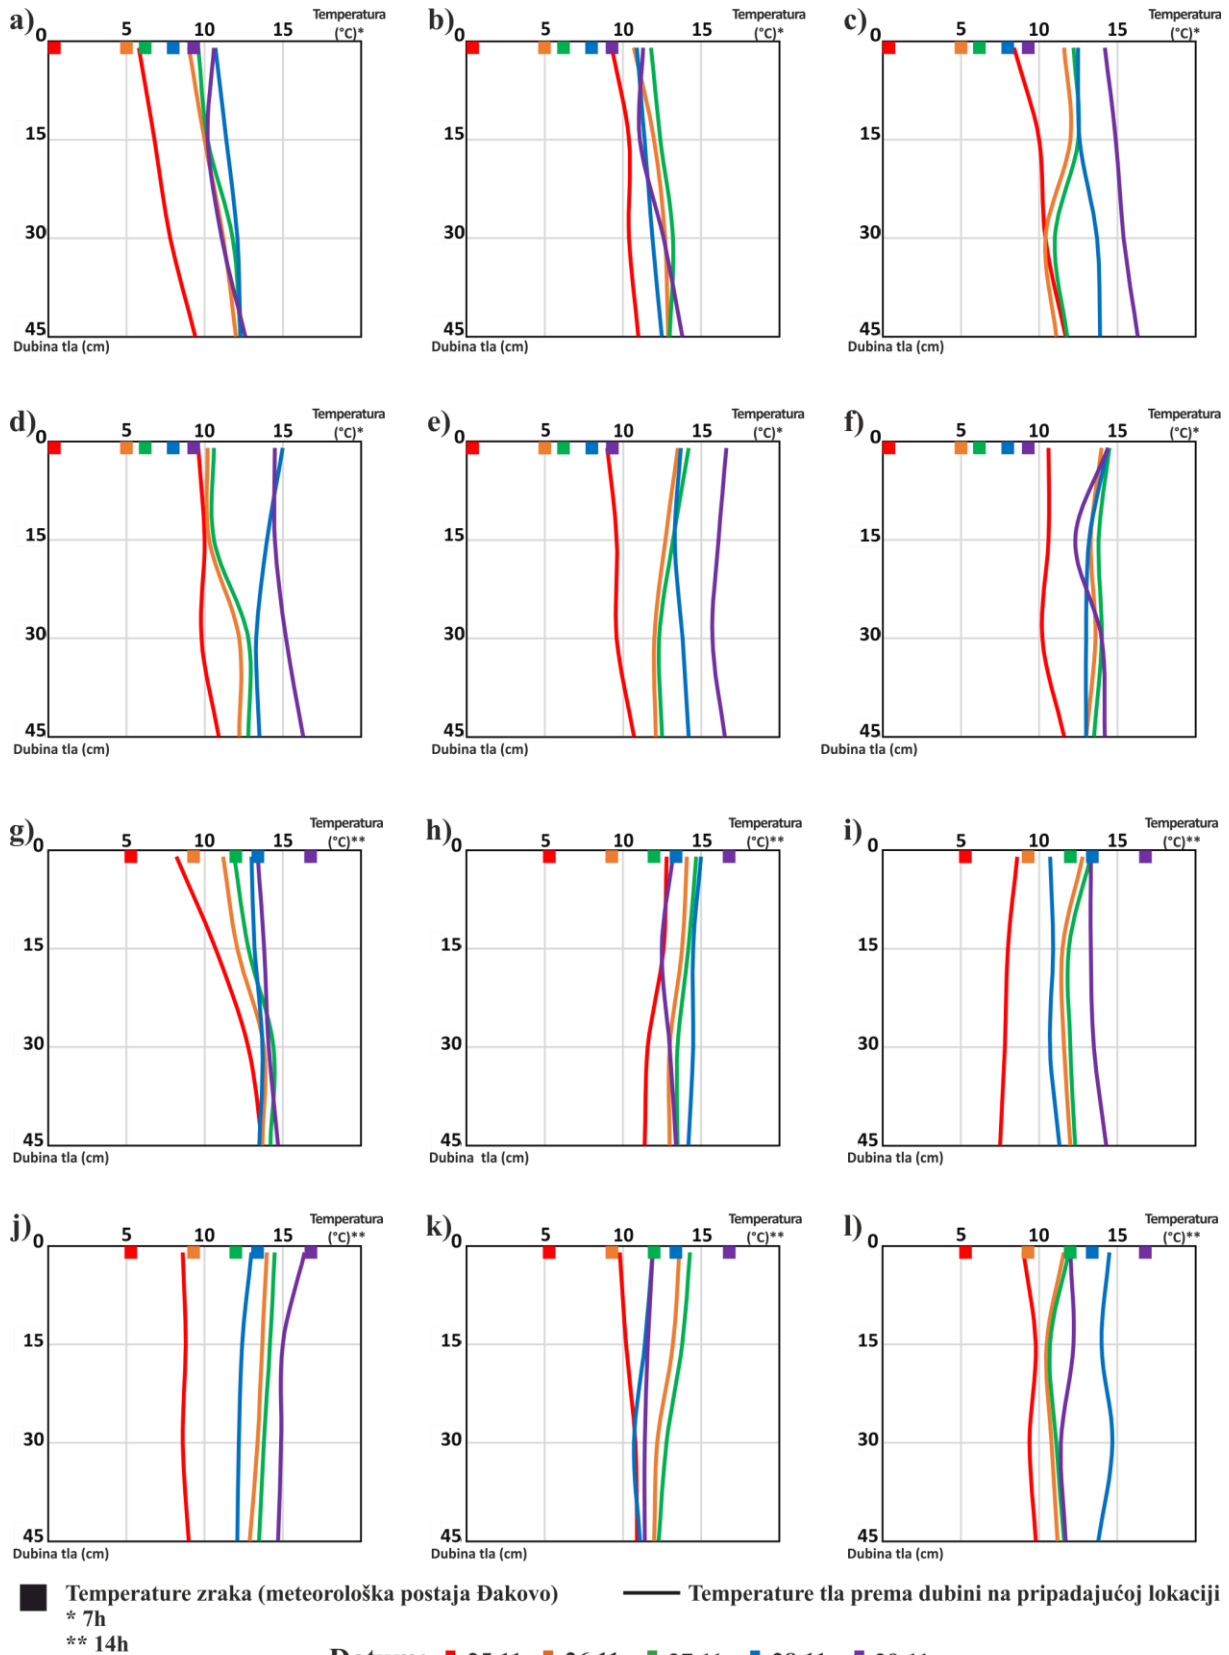 a) Temperatura b) Temperatura c) Temperatura
5 10 15 (°C)* 5 10 15 (°C)* 5 10 15 (°C)*
0 0 0
15 15 15
30 30 30
45 45 45
Dubina tla (cm) Dubina tla (cm) Dubina tla (cm)
d) Temperatura e) Temperatura f) Temperatura
5 10 15 (°C)* 5 10 15 (°C)* 5 10 15 (°C)*
0 0 0
15 15 15
30 30 30
45 45 45
Dubina tla (cm) Dubina tla (cm) Dubina tla (cm)
g) Temperatura h) Temperatura i) Temperatura
5 10 15 (°C)** 5 10 15 (°C)** 5 10 15 (°C)**
0 0 0
15 15 15
30 30 30
45 45 45
Dubina tla (cm) Dubina tla (cm) Dubina tla (cm)
j) Temperatura k) Temperatura l) Temperatura
5 10 15 (°C)** 5 10 15 (°C)** 5 10 15 (°C)**
0 0 0
15 15 15
30 30 30
45 45 45
Dubina tla (cm) Dubina tla (cm) Dubina tla (cm)
Temperature zraka (meteorološka postaja Đakovo) Temperature tla prema dubini na pripadajućoj lokaciji
* 7h
** 14h